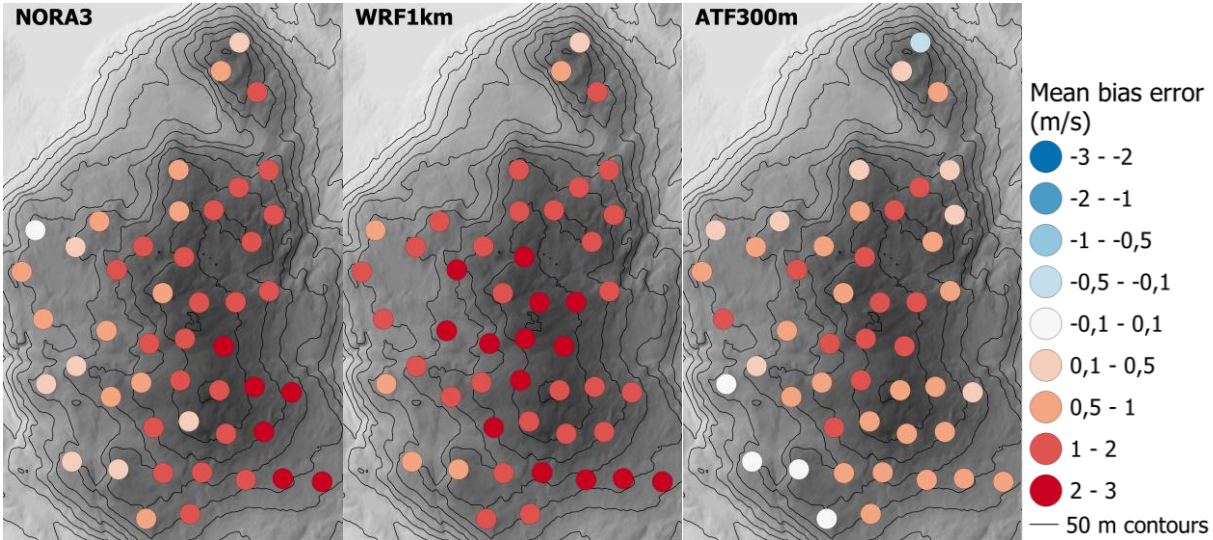 NORA3
WRF1km
ATF300m
Mean bias error
(m/s)
-3 - -2
-2 - -1
-1 - -0,5
-0,5 - -0,1
-0,1 - 0,1
0,1 - 0,5
0,5 - 1
1 - 2
2 - 3
50 m contours